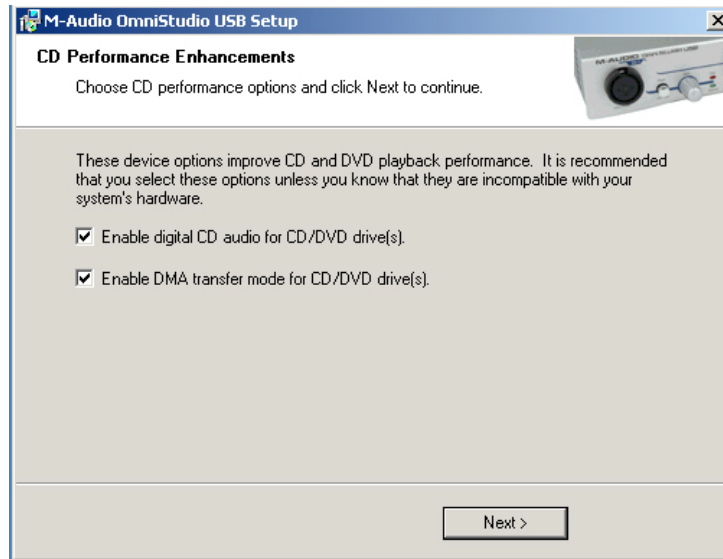 M-Audio OmniStudio USB Setup
CD Performance Enhancements
Choose CD performance options and click Next to continue.
M-AUDIO OMNISTUDIO USB
These device options improve CD and DVD playback performance.  It is recommended
that you select these options unless you know that they are incompatible with your
system's hardware.
Enable digital CD audio for CD/DVD drive(s).
Enable DMA transfer mode for CD/DVD drive(s).
Next >